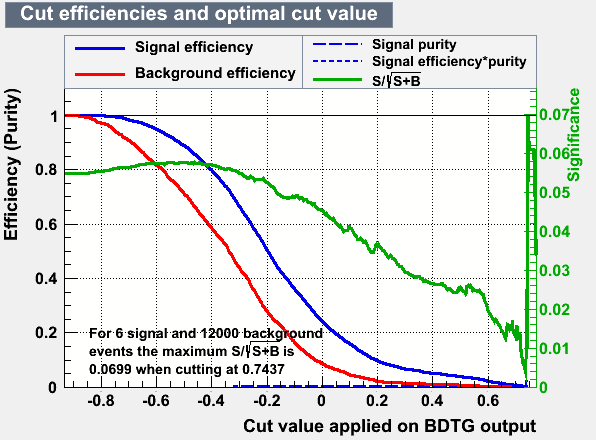 Cut efficiencies and optimal cut value
Signal efficiency
Background efficiency
Signal purity
Signal efficiency*purity
S/√S+B
Efficiency (Purity)
1
0.8
0.6
0.4
0.2
0
0.07
0.06
0.05
0.04
0.03
0.02
0.01
0
Significance
For 6 signal and 12000 background
events the maximum S/√S+B is
0.0699 when cutting at 0.7437
-0.8 -0.6 -0.4 -0.2 0 0.2 0.4 0.6
Cut value applied on BDTG output